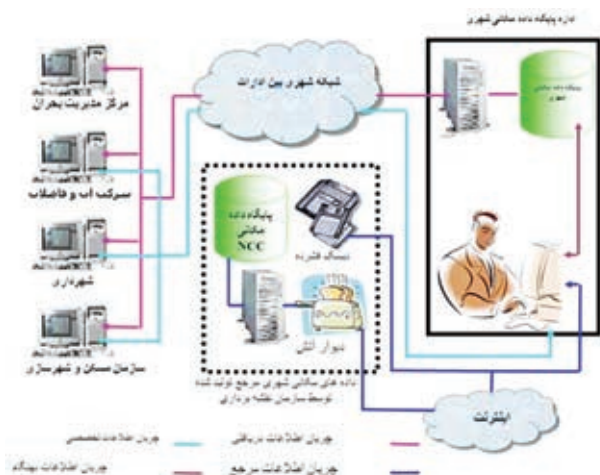 اداره پایگاه داده مکانی شهری
شبکه شهری بین ادارات
پایگاه داده مکانی
شهری
مرکز مدیریت بحران
شرکت آب و فاضلاب
شهرداری
سازمان مسکن و شهرسازی
پایگاه داده
مکانی
NCC
دیسک فشرده
دیوار آتش
داده های مکانی شهری مرجع تولید شده
توسط سازمان نقشه برداری
اینترنت
جریان اطلاعات دریافتی
جریان اطلاعات تخصصی
جریان اطلاعات مرجع
جریان اطلاعات بهنگام